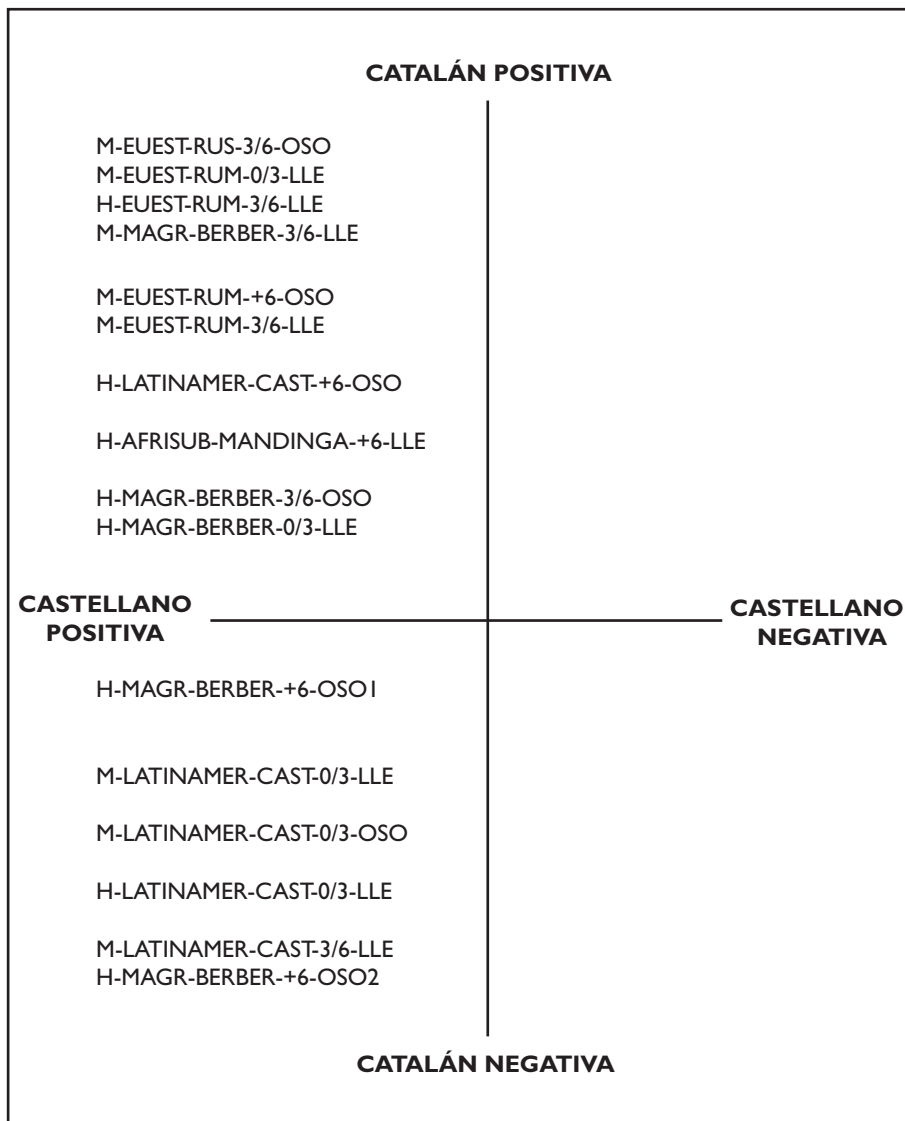 CATALÁN POSITIVA
M-EUEST-RUS-3/6-OSO
M-EUEST-RUM-0/3-LLE
H-EUEST-RUM-3/6-LLE
M-MAGR-BERBER-3/6-LLE
M-EUEST-RUM-+6-OSO
M-EUEST-RUM-3/6-LLE
H-LATINAMER-CAST-+6-OSO
H-AFRISUB-MANDINGA-+6-LLE
H-MAGR-BERBER-3/6-OSO
H-MAGR-BERBER-0/3-LLE
CASTELLANO
POSITIVA
CASTELLANO
NEGATIVA
H-MAGR-BERBER-+6-OSO1
M-LATINAMER-CAST-0/3-LLE
M-LATINAMER-CAST-0/3-OSO
H-LATINAMER-CAST-0/3-LLE
M-LATINAMER-CAST-3/6-LLE
H-MAGR-BERBER-+6-OSO2
CATALÁN NEGATIVA